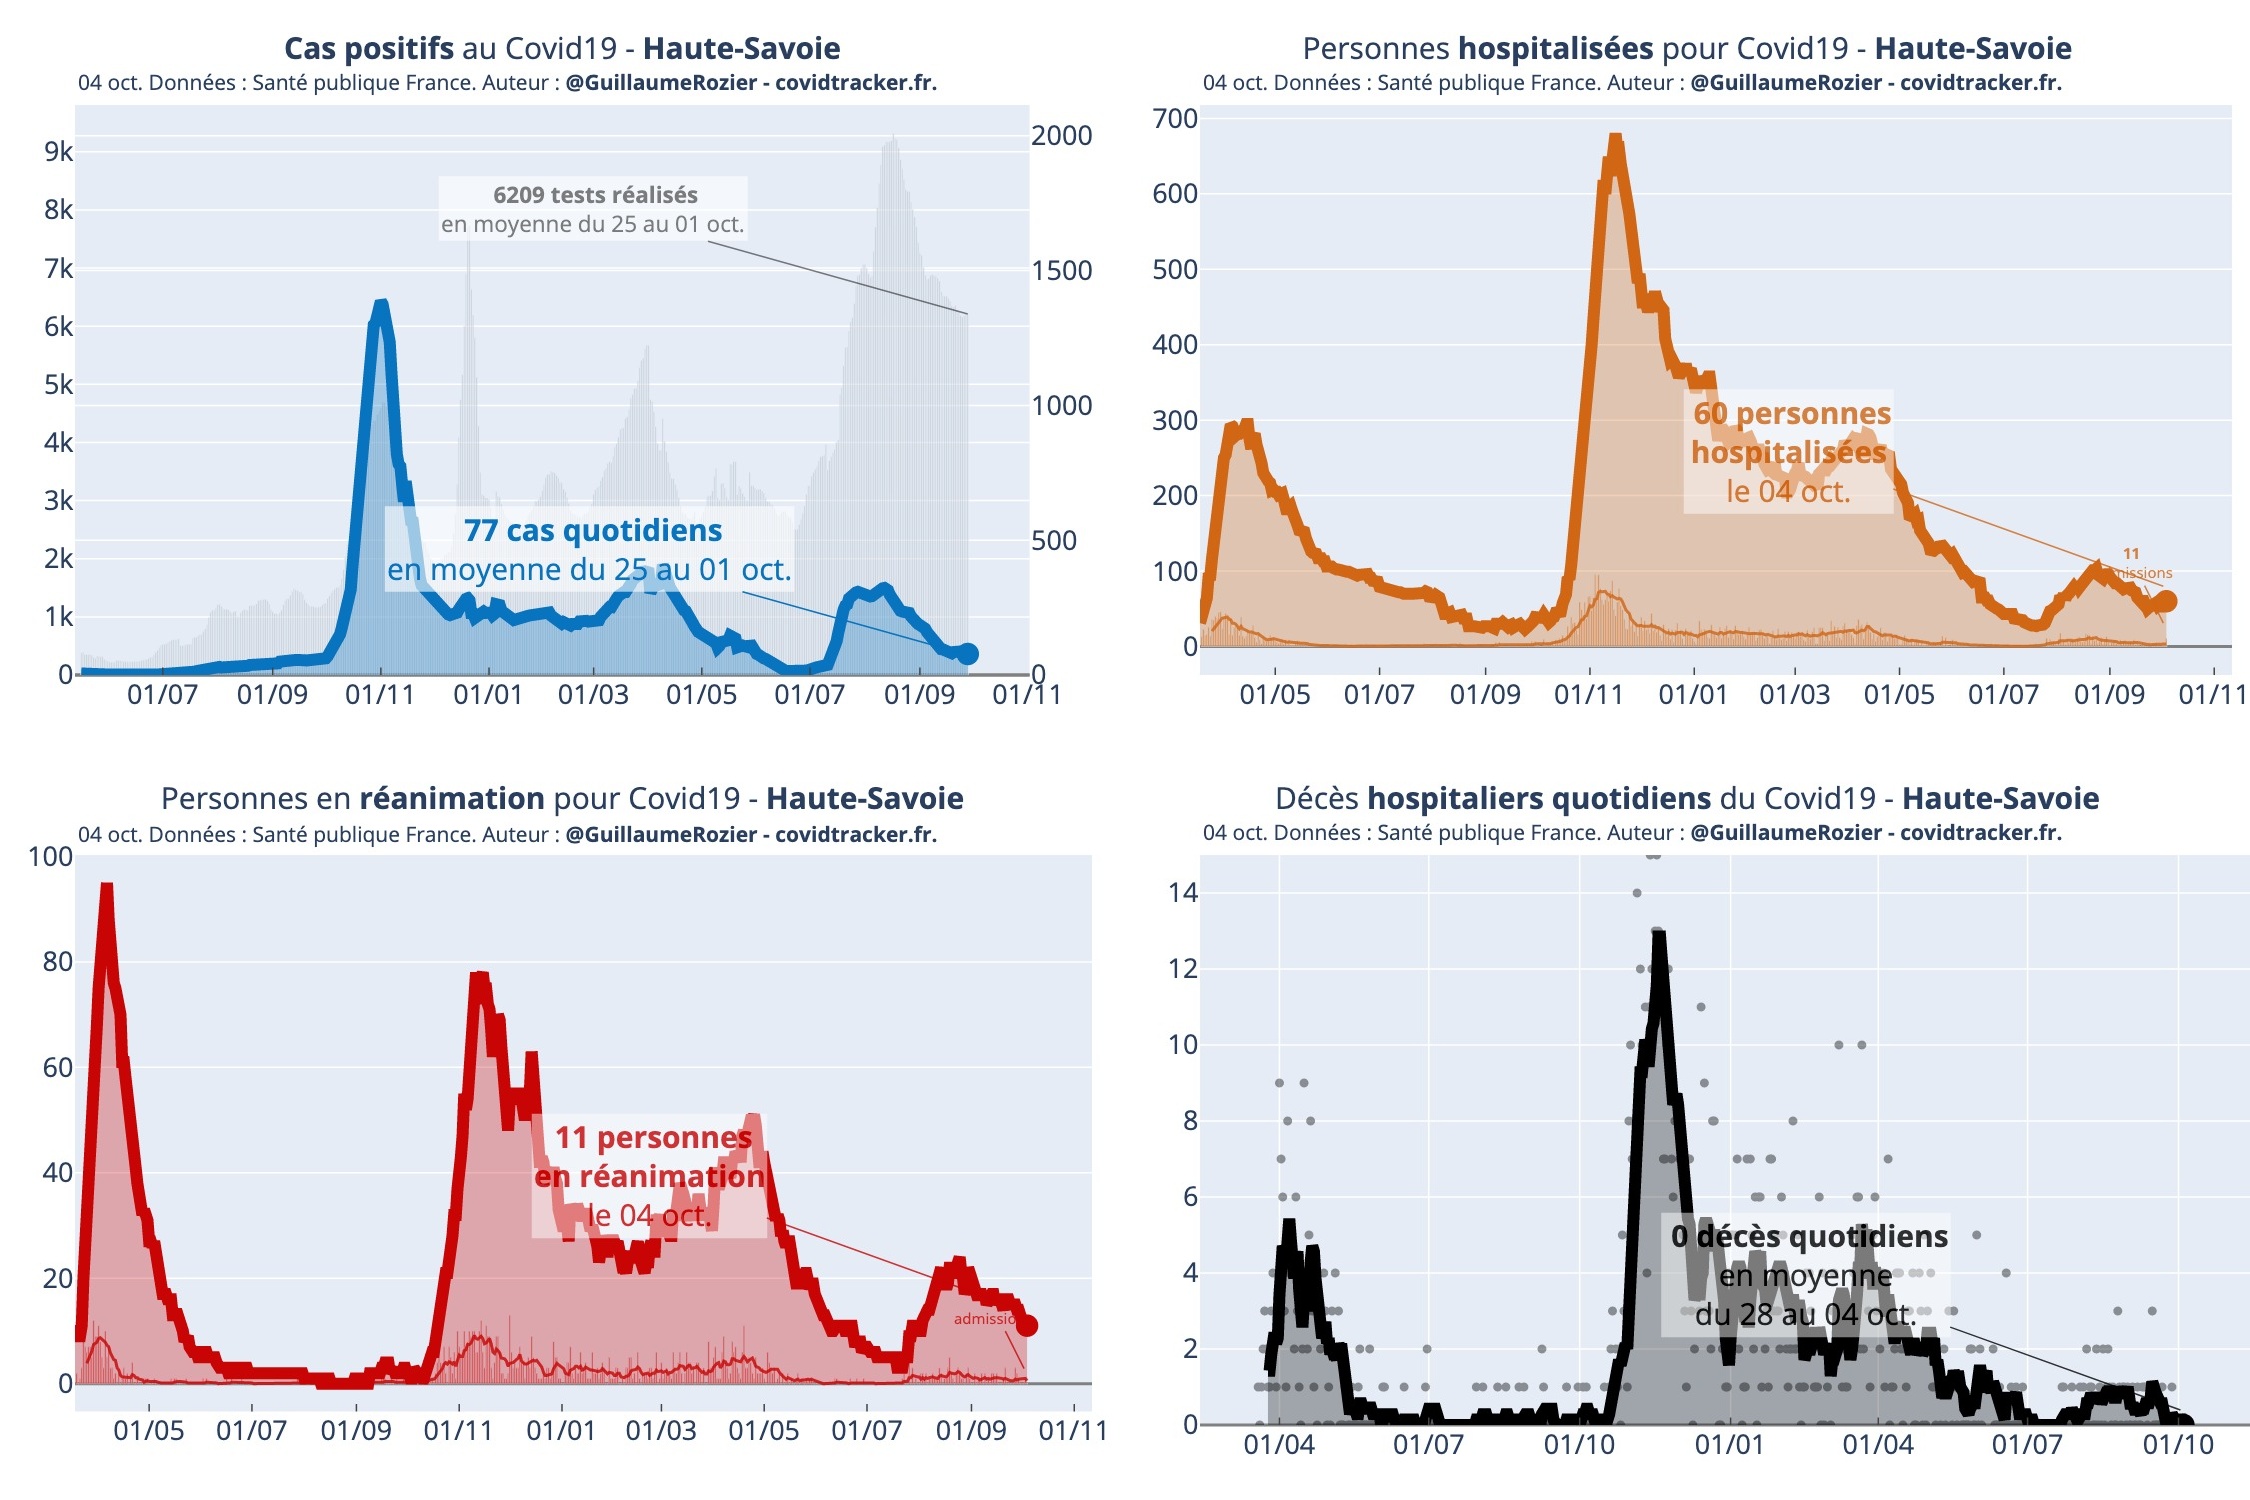 Cas positifs au Covid19 - Haute-Savoie
04 oct. Données : Santé publique France. Auteur : @GuillaumeRozier - covidtracker.fr.
9k
8k
7k
6k
5k
4k
3k
2k
1k
0
2000
1500
1000
500
0
6209 tests réalisés
en moyenne du 25 au 01 oct.
77 cas quotidiens
en moyenne du 25 au 01 oct.
01/07 01/09 01/11 01/01 01/03 01/05 01/07 01/09 01/11
Personnes hospitalisées pour Covid19 - Haute-Savoie
04 oct. Données : Santé publique France. Auteur : @GuillaumeRozier - covidtracker.fr.
700
600
500
400
300
200
100
0
60 personnes
hospitalisées
le 04 oct.
11
01/05 01/07 01/09 01/11 01/01 01/03 01/05 01/07 01/09 01/11
Personnes en réanimation pour Covid19 - Haute-Savoie
04 oct. Données : Santé publique France. Auteur : @GuillaumeRozier - covidtracker.fr.
100
80
60
40
20
0
11 personnes
en réanimation
le 04 oct.
01/05 01/07 01/09 01/11 01/01 01/03 01/05 01/07 01/09 01/11
Décès hospitaliers quotidiens du Covid19 - Haute-Savoie
04 oct. Données : Santé publique France. Auteur : @GuillaumeRozier - covidtracker.fr.
14
12
10
8
6
4
2
0
0 décès quotidiens
en moyenne
du 28 au 04 oct.
01/04 01/07 01/10 01/01 01/04 01/07 01/10